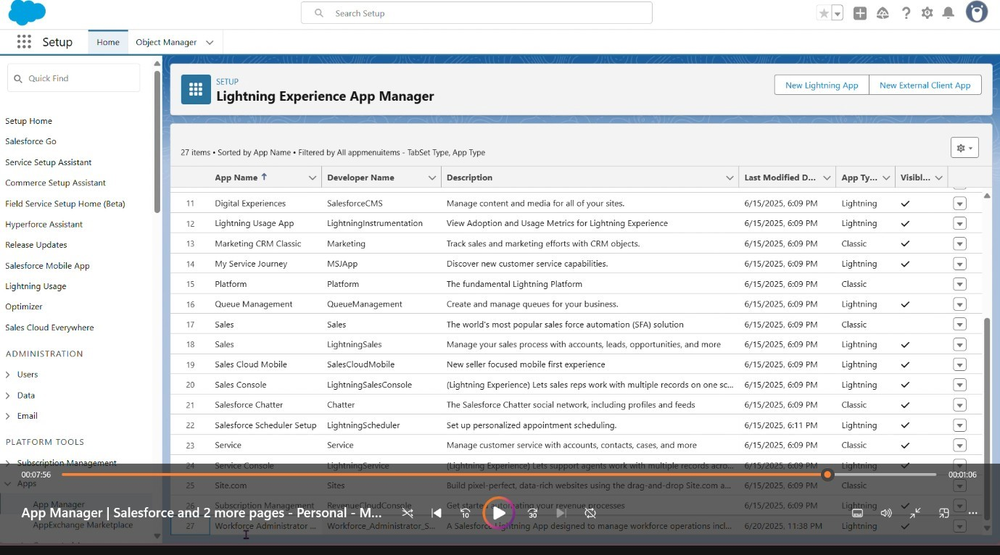 Search Setup
Setup Home Object Manager
Quick Find
SETUP
Lightning Experience App Manager
New Lightning App New External Client App
Setup Home
Salesforce Go
Service Setup Assistant
Commerce Setup Assistant
Field Service Setup Home (Beta)
Hyperforce Assistant
Release Updates
Salesforce Mobile App
Lightning Usage
Optimizer
Sales Cloud Everywhere
ADMINISTRATION
Users
Data
Email
PLATFORM TOOLS
Subscription Management
Apps
App Manager
AppExchange Marketplace
27 items • Sorted by App Name • Filtered by All appmenuitems - TabSet Type, App Type
App Name Developer Name Description Last Modified D... App Ty... Visibl...
11 Digital Experiences SalesforceCMS Manage content and media for all of your sites. 6/15/2025, 6:09 PM Lightning
12 Lightning Usage App LightningInstrumentation View Adoption and Usage Metrics for Lightning Experience 6/15/2025, 6:09 PM Lightning
13 Marketing CRM Classic Marketing Track sales and marketing efforts with CRM objects. 6/15/2025, 6:09 PM Classic
14 My Service Journey MSJApp Discover new customer service capabilities. 6/15/2025, 6:09 PM Lightning
15 Platform Platform The fundamental Lightning Platform 6/15/2025, 6:09 PM Classic
16 Queue Management QueueManagement Create and manage queues for your business. 6/15/2025, 6:09 PM Lightning
17 Sales Sales The world's most popular sales force automation (SFA) solution 6/15/2025, 6:09 PM Classic
18 Sales LightningSales Manage your sales process with accounts, leads, opportunities, and more 6/15/2025, 6:09 PM Lightning
19 Sales Cloud Mobile SalesCloudMobile New seller focused mobile first experience 6/15/2025, 6:09 PM Lightning
20 Sales Console LightningSalesConsole (Lightning Experience) Lets sales reps work with multiple records on one sc... 6/15/2025, 6:09 PM Lightning
21 Salesforce Chatter Chatter The Salesforce Chatter social network, including profiles and feeds 6/15/2025, 6:09 PM Classic
22 Salesforce Scheduler Setup LightningScheduler Set up personalized appointment scheduling. 6/15/2025, 6:11 PM Lightning
23 Service Service Manage customer service with accounts, contacts, cases, and more 6/15/2025, 6:09 PM Classic
24 Service Console LightningService (Lightning Experience) Lets support agents work with multiple records acro... 6/15/2025, 6:09 PM Lightning
25 Site.com Sites Build pixel-perfect, data-rich websites using the drag-and-drop Site.com a... 6/15/2025, 6:09 PM Classic
26 Subscription Management RevenueCloudConsole Get started automating your revenue processes 6/15/2025, 6:09 PM Lightning
27 Workforce Administrator ... Workforce_Administrator_S... A Salesforce Lightning App designed to manage workforce operations incl... 6/20/2025, 11:38 PM Lightning
00:07:56 00:01:06
App Manager | Salesforce and 2 more pages - Personal - M...
10 30